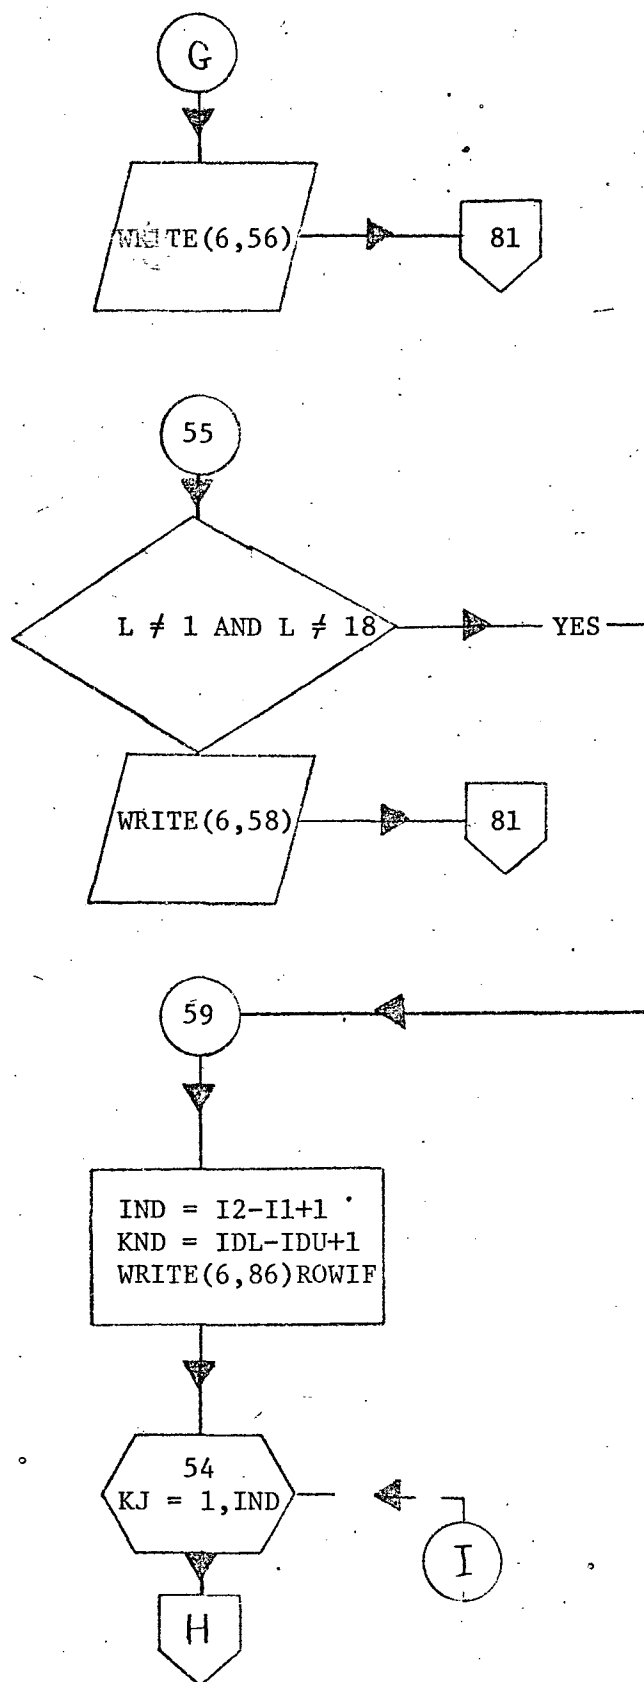 G
WRITE(6,56)
81
55
L ≠ 1 AND L ≠ 18
YES
WRITE(6,58)
81
59
IND = I2-I1+1
KND = IDL-IDU+1
WRITE(6,86)ROWIF
54
KJ = 1,IND
I
H